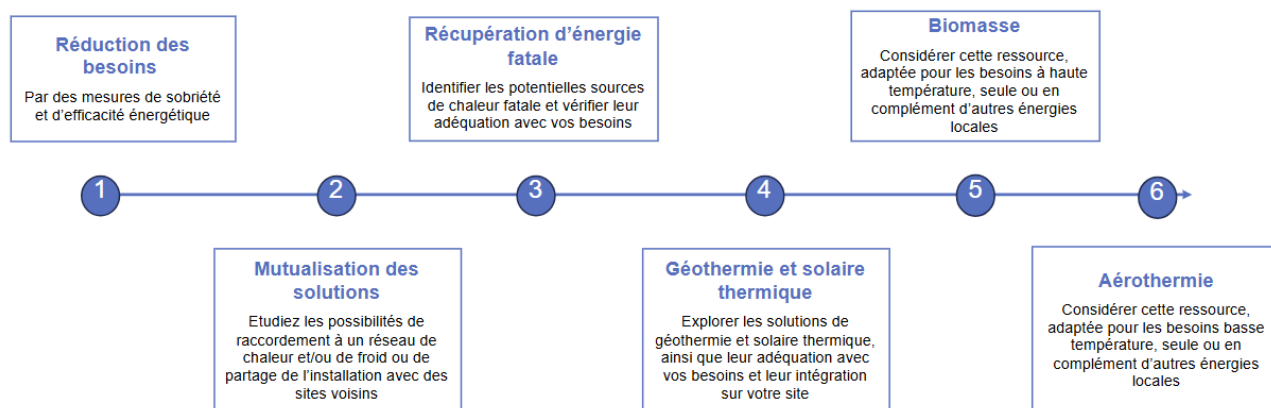 Réduction des
besoins
Par des mesures de sobriété
et d'efficacité énergétique
Récupération d'énergie
fatale
Identifier les potentielles sources
de chaleur fatale et vérifier leur
adéquation avec vos besoins
Biomasse
Considérer cette ressource,
adaptée pour les besoins à haute
température, seule ou en
complément d'autres énergies
locales
1
2
3
4
5
6
Mutualisation des
solutions
Etudiez les possibilités de
raccordement à un réseau de
chaleur et/ou de froid ou de
partage de l'installation avec des
sites voisins
Géothermie et solaire
thermique
Explorer les solutions de
géothermie et solaire thermique,
ainsi que leur adéquation avec
vos besoins et leur intégration
sur votre site
Aérothermie
Considérer cette ressource,
adaptée pour les besoins basse
température, seule ou en
complément d'autres énergies
locales